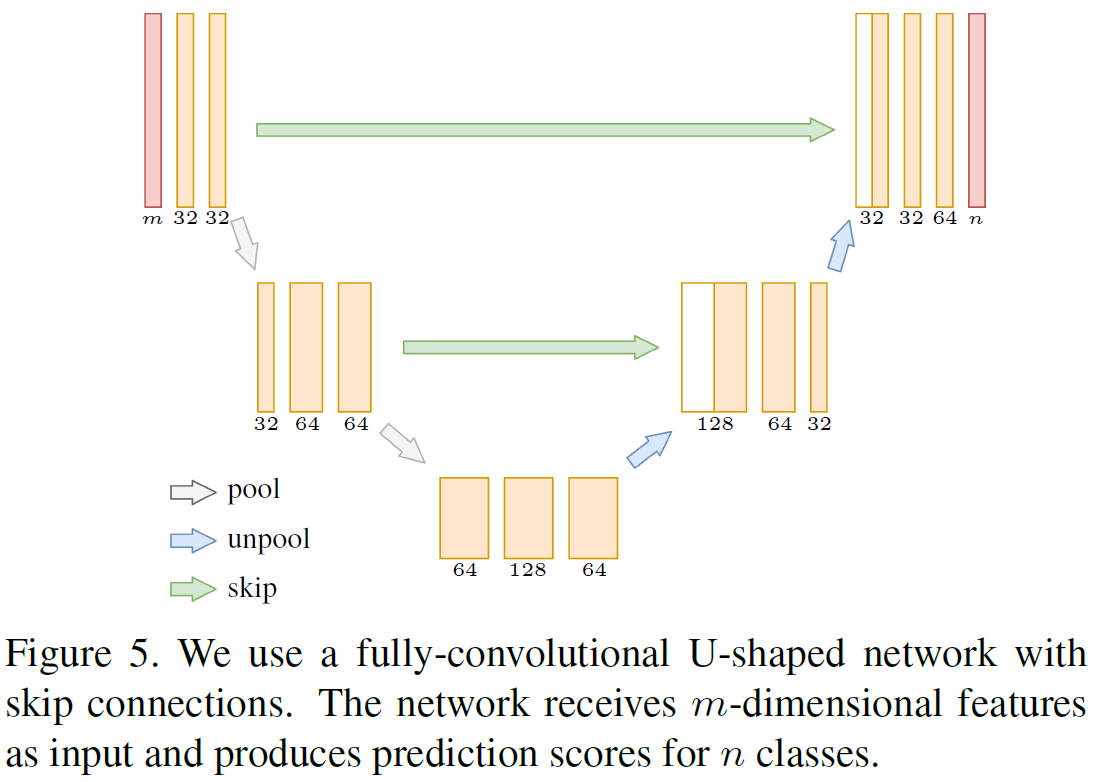 m 32 32
32 32 64 n
32 64 64
128 64 32
64 128 64
pool
unpool
skip
Figure 5. We use a fully-convolutional U-shaped network with
skip connections. The network receives m-dimensional features
as input and produces prediction scores for n classes.